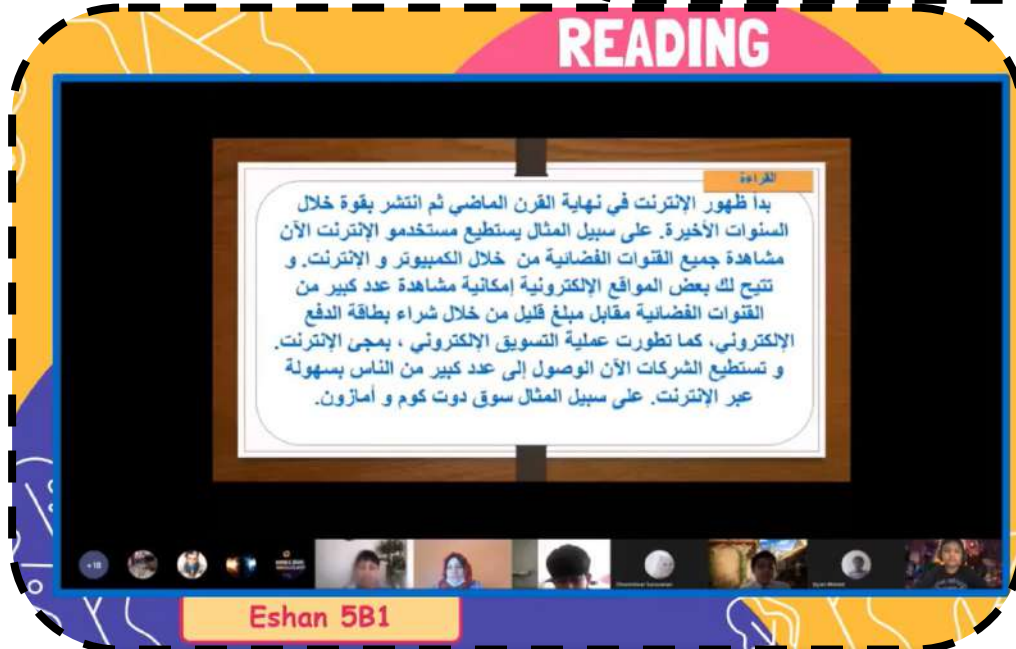 READING
القراءة
بدأ ظهور الإنترنت في نهاية القرن الماضي ثم انتشر بقوة خلال
السنوات الأخيرة. على سبيل المثال يستطيع مستخدمو الإنترنت الآن
مشاهدة جميع القنوات الفضائية من خلال الكمبيوتر و الإنترنت. و
تتيح لك بعض المواقع الإلكترونية إمكانية مشاهدة عدد كبير من
القنوات الفضائية مقابل مبلغ قليل من خلال شراء بطاقة الدفع
الإلكتروني، كما تطورت عملية التسويق الإلكتروني ، بمجئ الإنترنت.
و تستطيع الشركات الآن الوصول إلى عدد كبير من الناس بسهولة
عبر الإنترنت. على سبيل المثال سوق دوت كوم و أمازون.
+18
Eshan 5B1